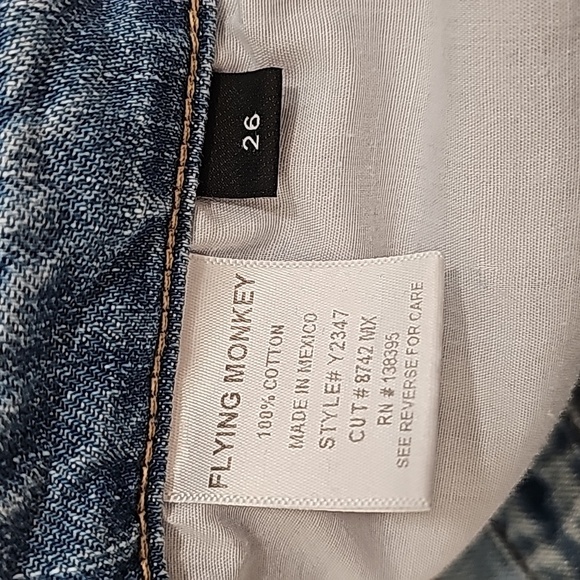 26
FLYING MONKEY
100% COTTON
MADE IN MEXICO
STYLE# Y2347
CUT# 8742 MX
RN # 138395
SEE REVERSE FOR CARE